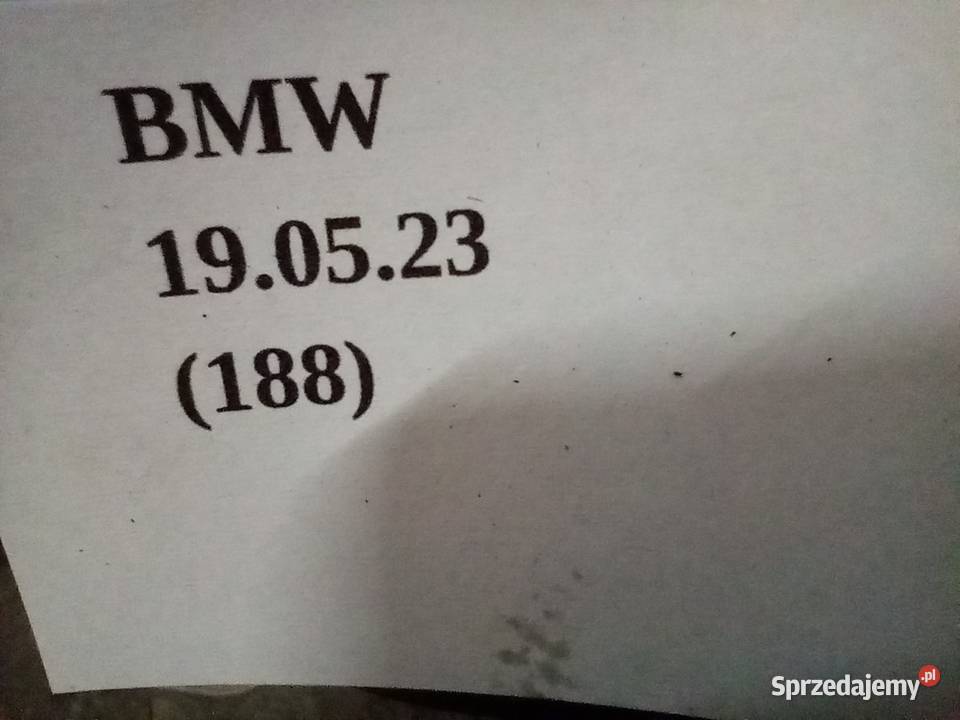 BMW
19.05.23
(188)
Sprzedajemy.pl